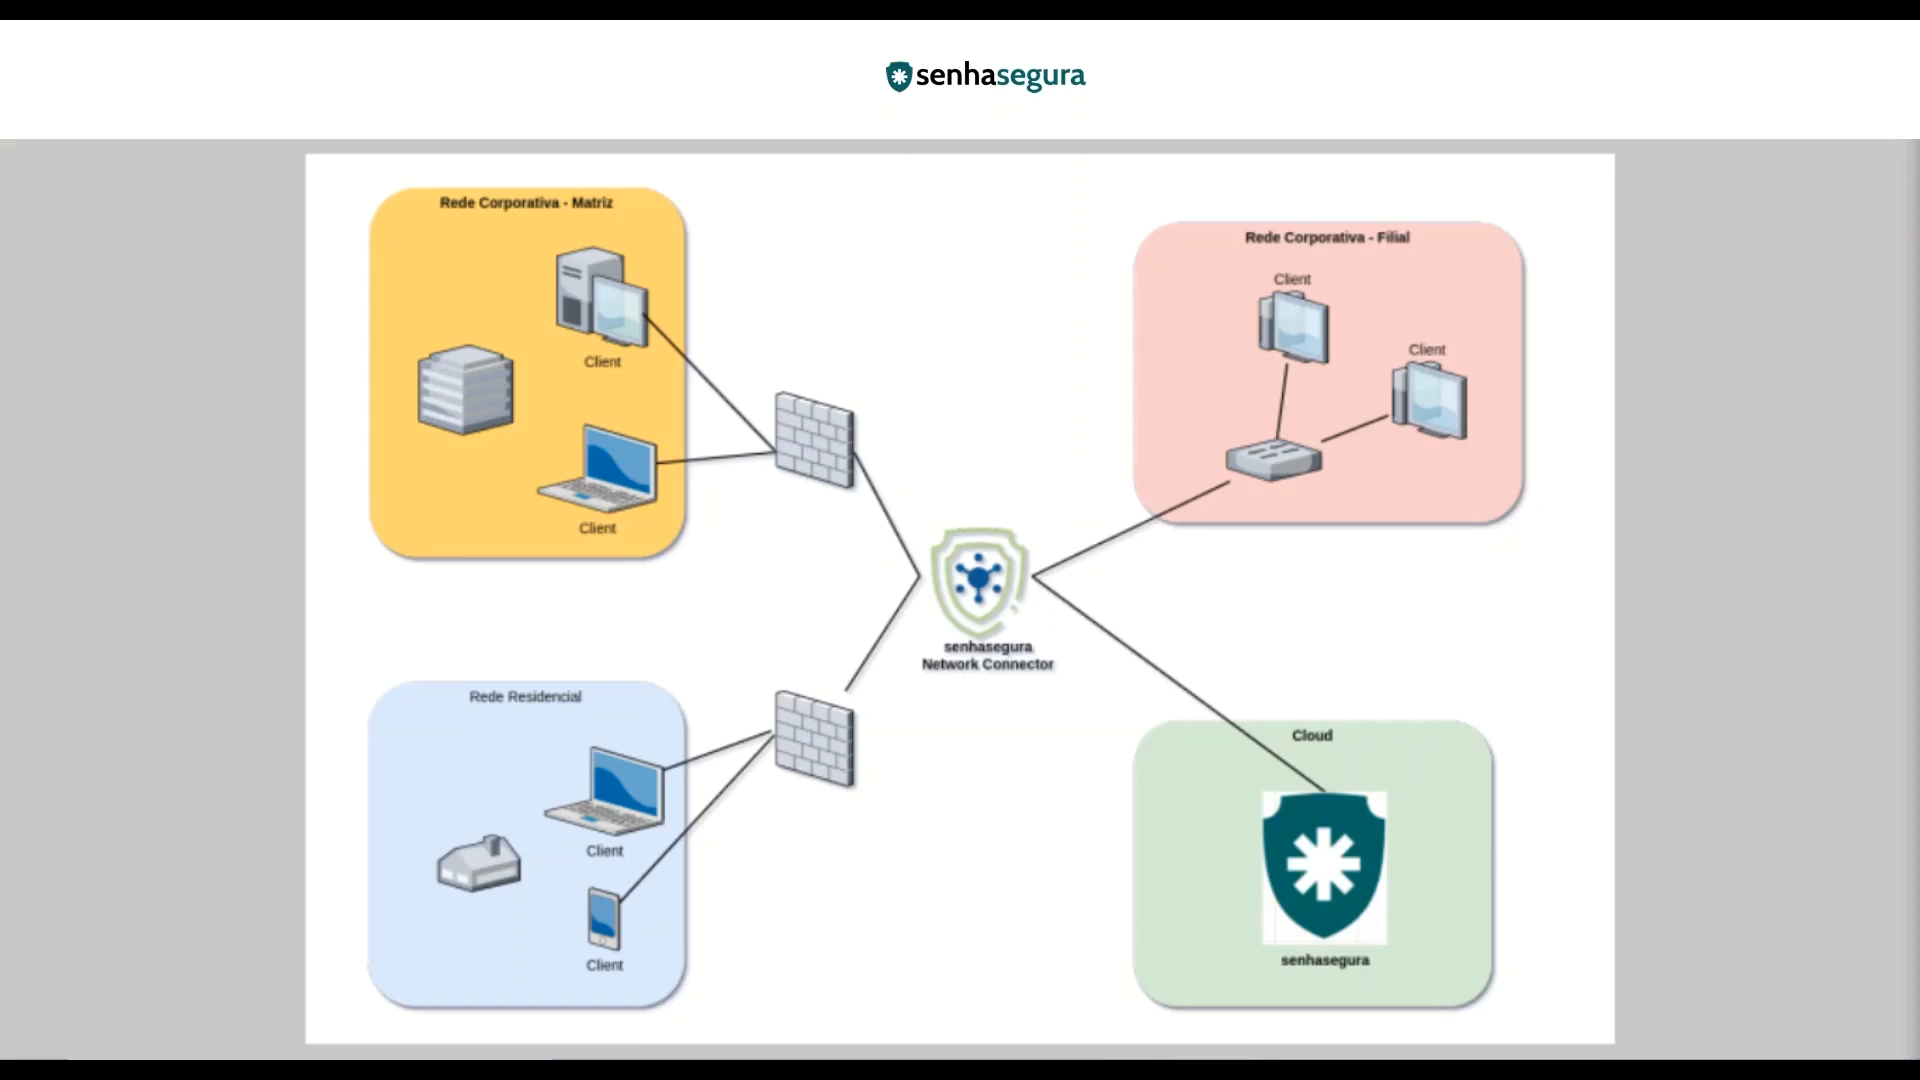 senhasegura
Rede Corporativa - Matriz
Client
Client
Rede Corporativa - Filial
Client
Client
senhasegura
Network Connector
Rede Residencial
Client
Client
Cloud
senhasegura